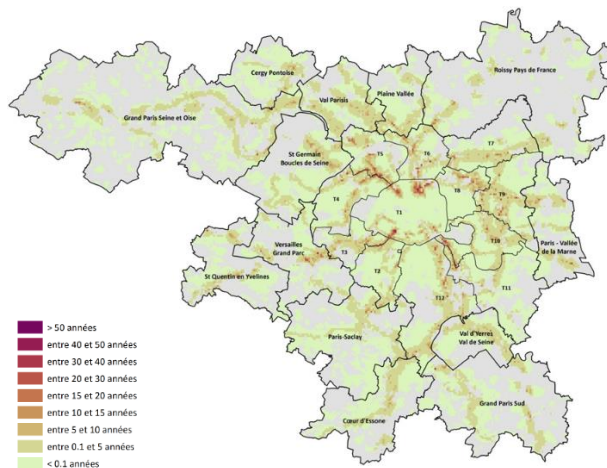 Cergy Pontoise
Roissy Pays de France
Plaine Vallée
Val Parisis
Grand Paris Seine et Oise
St Germain
Boucles de Seine
T7
T5
T6
T8
T9
T4
T1
T10
Versailles
Grand Parc
T3
Paris - Vallée
de la Marne
St Quentin en Yvelines
T2
T11
T12
Paris-Saclay
Val d'Yerres
Val de Seine
Grand Paris Sud
Cœur d'Essone
> 50 années
entre 40 et 50 années
entre 30 et 40 années
entre 20 et 30 années
entre 15 et 20 années
entre 10 et 15 années
entre 5 et 10 années
entre 0.1 et 5 années
< 0.1 années